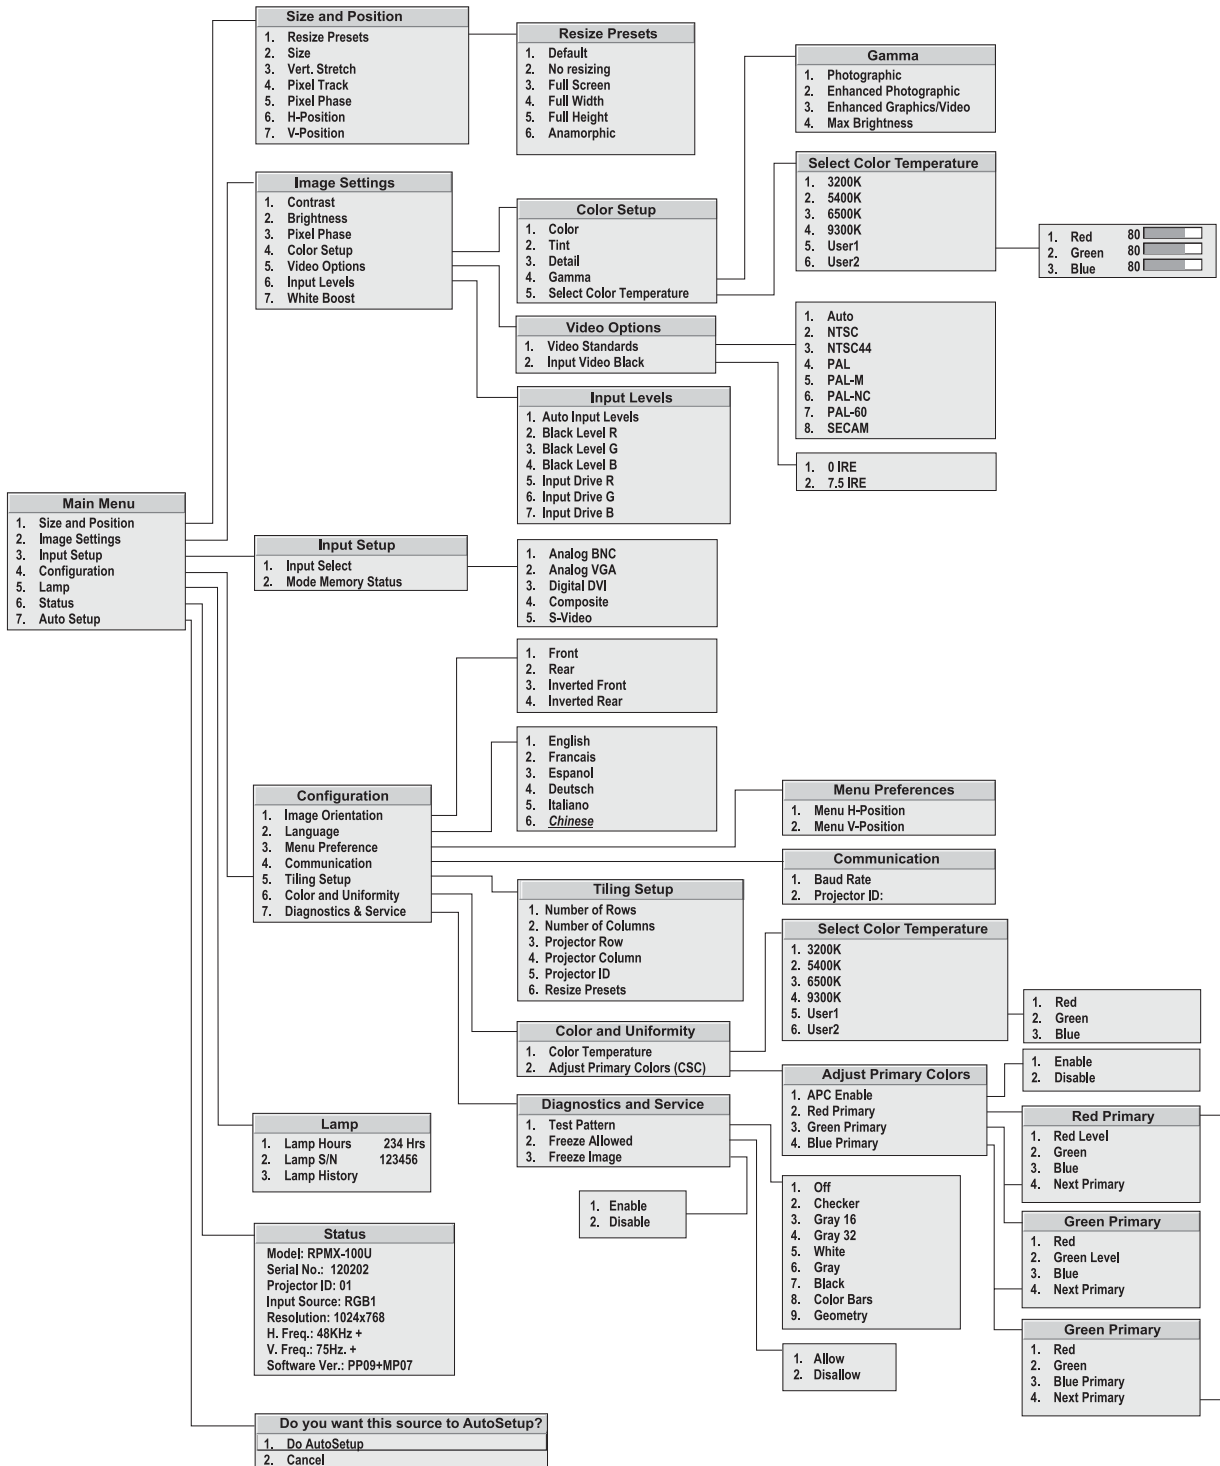 Size and Position
1. Resize Presets
2. Size
3. Vert. Stretch
4. Pixel Track
5. Pixel Phase
6. H-Position
7. V-Position
Resize Presets
1. Default
2. No resizing
3. Full Screen
4. Full Width
5. Full Height
6. Anamorphic
Gamma
1. Photographic
2. Enhanced Photographic
3. Enhanced Graphics/Video
4. Max Brightness
Image Settings
1. Contrast
2. Brightness
3. Pixel Phase
4. Color Setup
5. Video Options
6. Input Levels
7. White Boost
Color Setup
1. Color
2. Tint
3. Detail
4. Gamma
5. Select Color Temperature
Select Color Temperature
1. 3200K
2. 5400K
3. 6500K
4. 9300K
5. User1
6. User2
1. Red 80
2. Green 80
3. Blue 80
Video Options
1. Video Standards
2. Input Video Black
1. Auto
2. NTSC
3. NTSC44
4. PAL
5. PAL-M
6. PAL-NC
7. PAL-60
8. SECAM
1. 0 IRE
2. 7.5 IRE
Input Levels
1. Auto Input Levels
2. Black Level R
3. Black Level G
4. Black Level B
5. Input Drive R
6. Input Drive G
7. Input Drive B
Main Menu
1. Size and Position
2. Image Settings
3. Input Setup
4. Configuration
5. Lamp
6. Status
7. Auto Setup
Input Setup
1. Input Select
2. Mode Memory Status
1. Analog BNC
2. Analog VGA
3. Digital DVI
4. Composite
5. S-Video
1. Front
2. Rear
3. Inverted Front
4. Inverted Rear
1. English
2. Francais
3. Espanol
4. Deutsch
5. Italiano
6. Chinese
Configuration
1. Image Orientation
2. Language
3. Menu Preference
4. Communication
5. Tiling Setup
6. Color and Uniformity
7. Diagnostics & Service
Menu Preferences
1. Menu H-Position
2. Menu V-Position
Communication
1. Baud Rate
2. Projector ID:
Tiling Setup
1. Number of Rows
2. Number of Columns
3. Projector Row
4. Projector Column
5. Projector ID
6. Resize Presets
Select Color Temperature
1. 3200K
2. 5400K
3. 6500K
4. 9300K
5. User1
6. User2
1. Red
2. Green
3. Blue
Color and Uniformity
1. Color Temperature
2. Adjust Primary Colors (CSC)
1. Enable
2. Disable
Adjust Primary Colors
1. APC Enable
2. Red Primary
3. Green Primary
4. Blue Primary
Diagnostics and Service
1. Test Pattern
2. Freeze Allowed
3. Freeze Image
1. Enable
2. Disable
Red Primary
1. Red Level
2. Green
3. Blue
4. Next Primary
Lamp
1. Lamp Hours 234 Hrs
2. Lamp S/N 123456
3. Lamp History
1. Off
2. Checker
3. Gray 16
4. Gray 32
5. White
6. Gray
7. Black
8. Color Bars
9. Geometry
Green Primary
1. Red
2. Green Level
3. Blue
4. Next Primary
Status
Model: RPMX-100U
Serial No.: 120202
Projector ID: 01
Input Source: RGB1
Resolution: 1024x768
H. Freq.: 48KHz +
V. Freq.: 75Hz. +
Software Ver.: PP09+MP07
1. Allow
2. Disallow
Green Primary
1. Red
2. Green
3. Blue Primary
4. Next Primary
Do you want this source to AutoSetup?
1. Do AutoSetup
2. Cancel